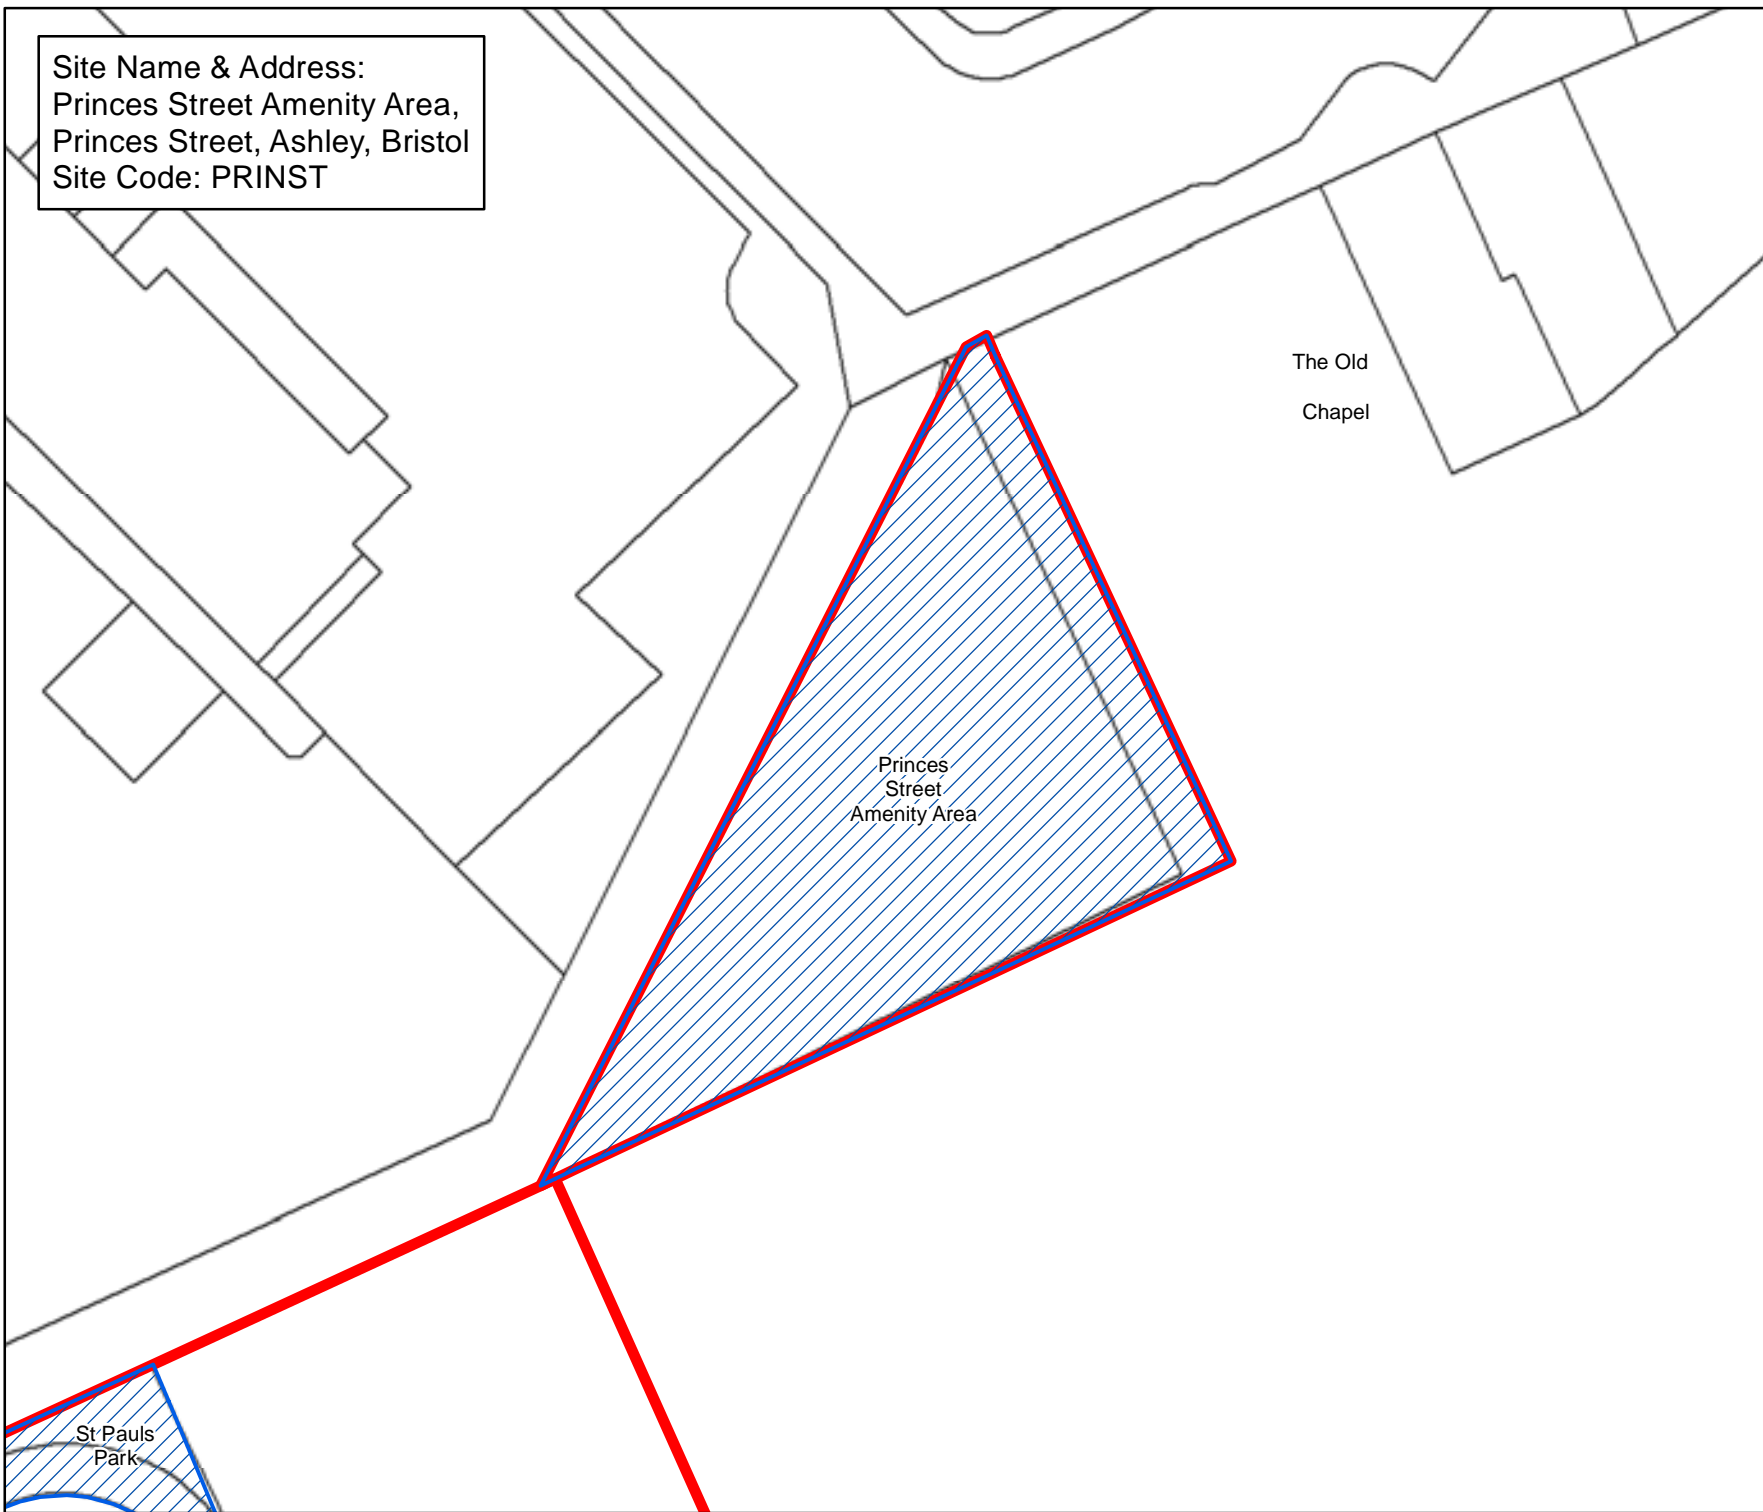 Site Name & Address:
Princes Street Amenity Area,
Princes Street, Ashley, Bristol
Site Code: PRINST
The Old
Chapel
Princes
Street
Amenity Area
St Pauls
Park